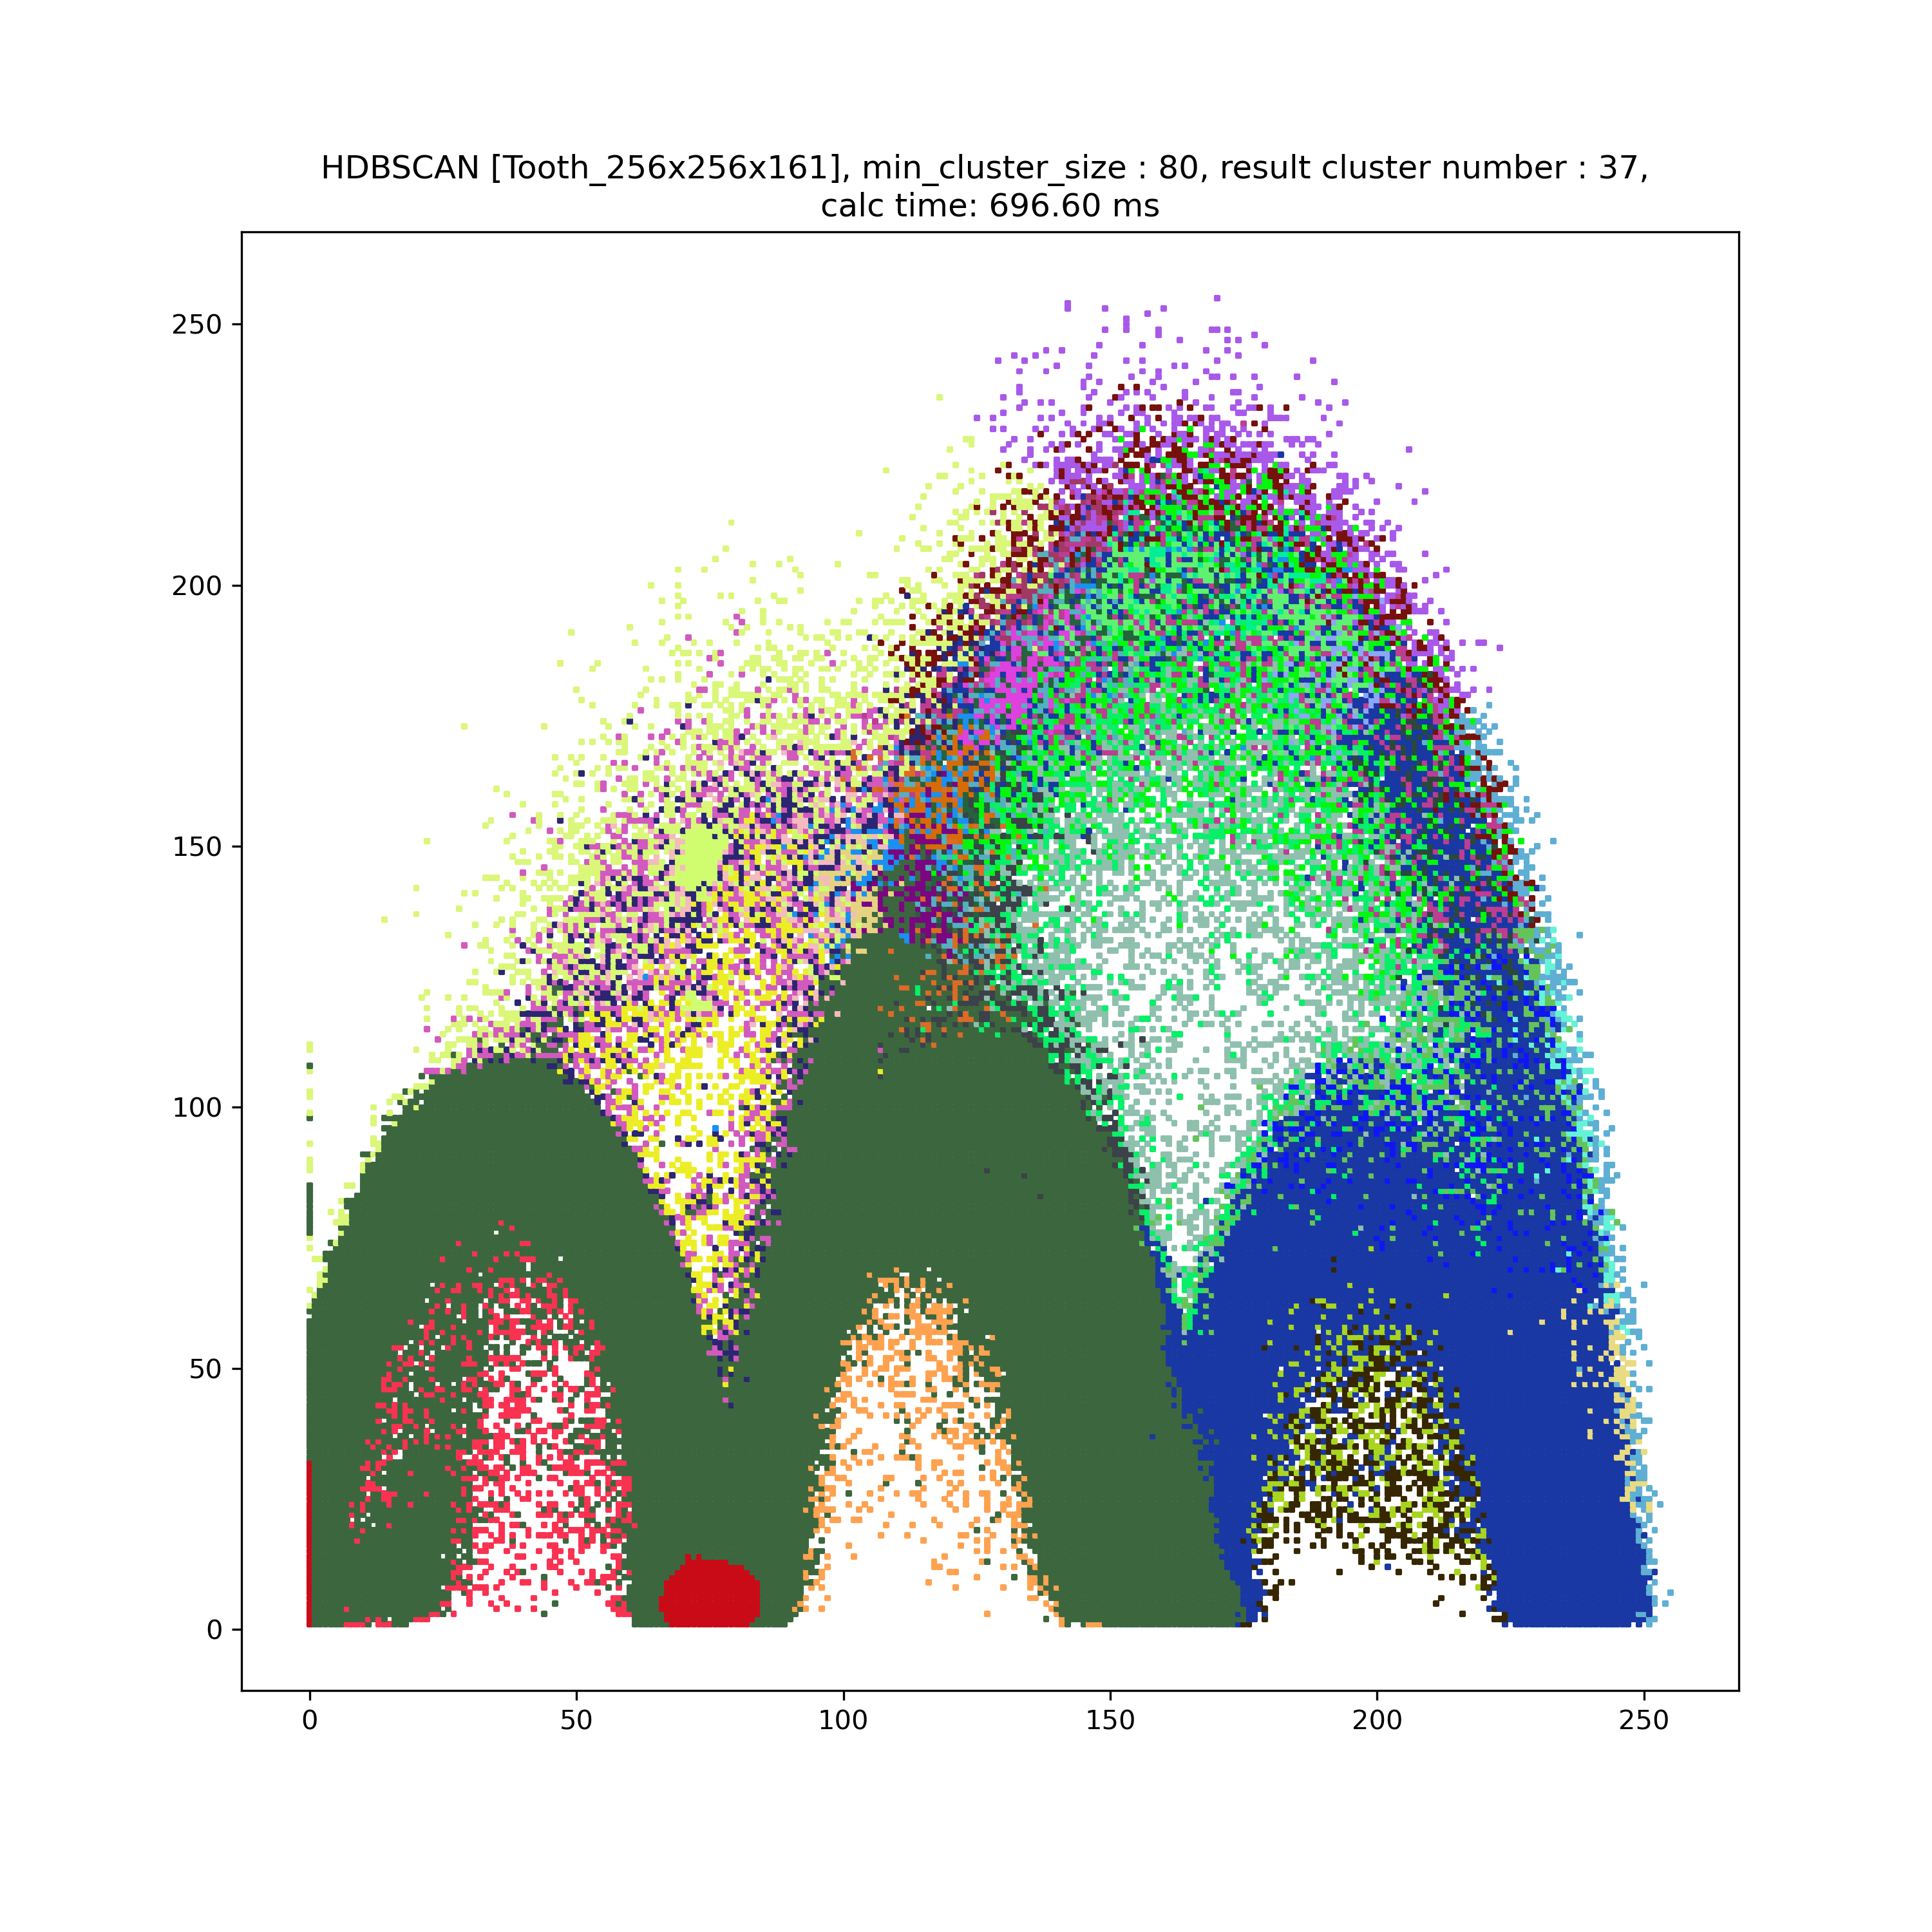 HDBSCAN [Tooth_256x256x161], min_cluster_size : 80, result cluster number : 37,
calc time: 696.60 ms
250
200
150
100
50
0
0 50 100 150 200 250